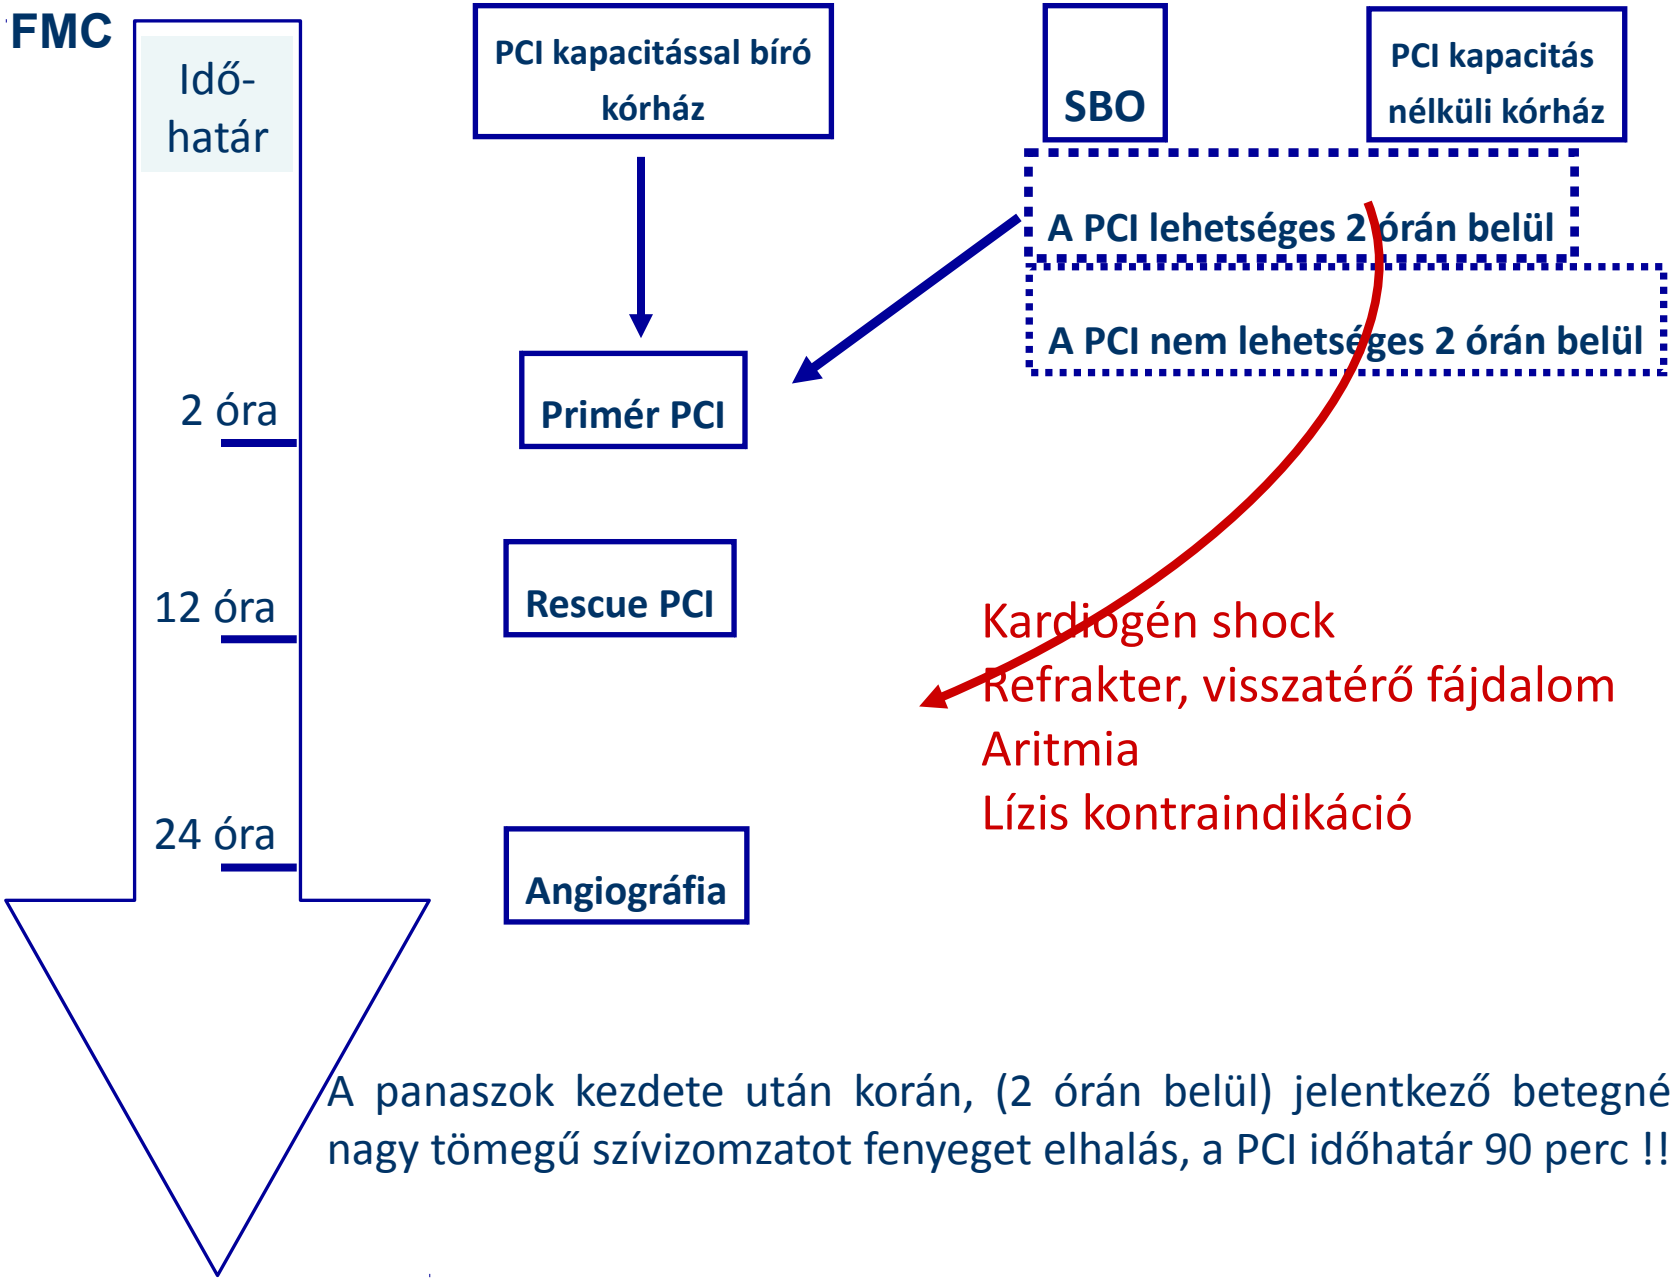 FMC
Idő-
határ
PCI kapacitással bíró
kórház
SBO
PCI kapacitás
nélküli kórház
A PCI lehetséges 2 órán belül
A PCI nem lehetséges 2 órán belül
2 óra
Primér PCI
12 óra
Rescue PCI
Kardiogén shock
Refrakter, visszatérő fájdalom
Aritmia
Lízis kontraindikáció
24 óra
Angiográfia
A panaszok kezdete után korán, (2 órán belül) jelentkező betegné
nagy tömegű szívizomzatot fenyeget elhalás, a PCI időhatár 90 perc !!